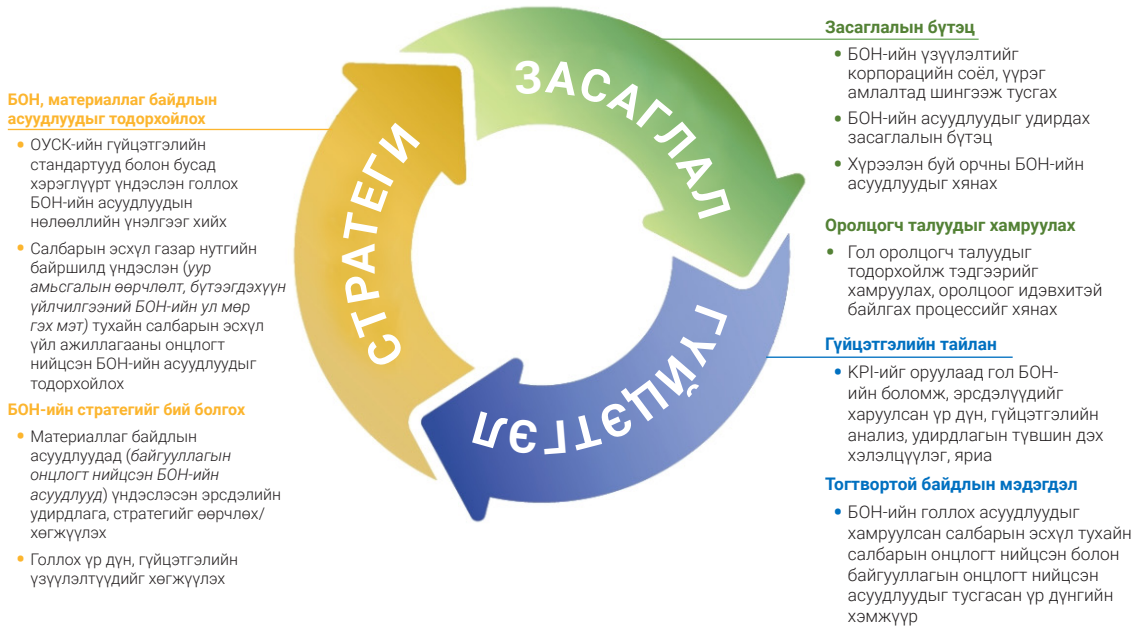 БОН, материаллаг байдлын
асуудлуудыг тодорхойлох
• ОУСК-ийн гүйцэтгэлийн
стандартууд болон бусад
хэрэглүүрт үндэслэн голлох
БОН-ийн асуудлуудын
нөлөөллийн үнэлгээг хийх
• Салбарын эсхүл газар нутгийн
байршилд үндэслэн (уур
амьсгалын өөрчлөлт, бүтээгдэхүүн
үйлчилгээний БОН-ийн ул мөр
гэх мэт) тухайн салбарын эсхүл
үйл ажиллагааны онцлогт
нийцсэн БОН-ийн асуудлуудыг
тодорхойлох
БОН-ийн стратегийг бий болгох
• Материаллаг байдлын
асуудлуудад (байгууллагын
онцлогт нийцсэн БОН-ийн
асуудлууд) үндэслэсэн эрсдэлийн
удирдлага, стратегийг өөрчлөх/
хөгжүүлэх
• Голлох үр дүн, гүйцэтгэлийн
үзүүлэлтүүдийг хөгжүүлэх
СТРАТЕГИ
ЗАСАГЛАЛ
ГҮЙЦЭТГЭЛ
Засаглалын бүтэц
• БОН-ийн үзүүлэлтийг
корпорацийн соёл, үүрэг
амлалтад шингээж тусгах
• БОН-ийн асуудлуудыг удирдах
засаглалын бүтэц
• Хүрээлэн буй орчны БОН-ийн
асуудлуудыг хянах
Оролцогч талуудыг хамруулах
• Гол оролцогч талуудыг
тодорхойлж тэдгээрийг
хамруулах, оролцоог идэвхитэй
байлгах процессийг хянах
Гүйцэтгэлийн тайлан
• KPI-ийг оруулаад гол БОН-
ийн боломж, эрсдэлүүдийг
харуулсан үр дүн, гүйцэтгэлийн
анализ, удирдлагын түвшин дэх
хэлэлцүүлэг, яриа
Тогтвортой байдлын мэдэгдэл
• БОН-ийн голлох асуудлуудыг
хамруулсан салбарын эсхүл тухайн
салбарын онцлогт нийцсэн болон
байгууллагын онцлогт нийцсэн
асуудлуудыг тусгасан үр дүнгийн
хэмжүүр